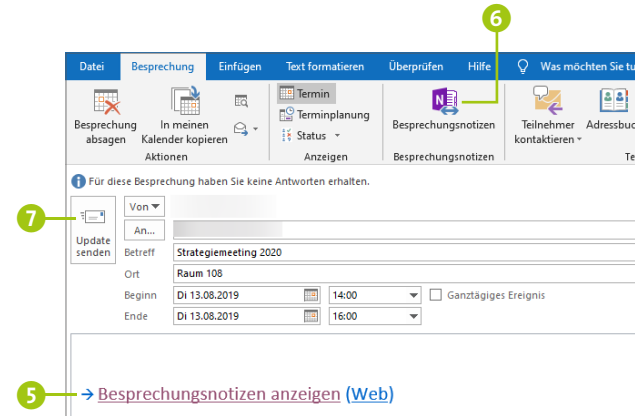 6
Datei Besprechung Einfügen Text formatieren Überprüfen Hilfe Was möchten Sie tu
Besprechung absagen
In meinen Kalender kopieren
Aktionen
Termin
Terminplanung
Status
Anzeigen
N
Besprechungsnotizen
Besprechungsnotizen
Teilnehmer kontaktieren
Adressbuc
Te
Für diese Besprechung haben Sie keine Antworten erhalten.
7
Update senden
Von
An...
Betreff Strategiemeeting 2020
Ort Raum 108
Beginn Di 13.08.2019 14:00 Ganztägiges Ereignis
Ende Di 13.08.2019 16:00
5 → Besprechungsnotizen anzeigen (Web)